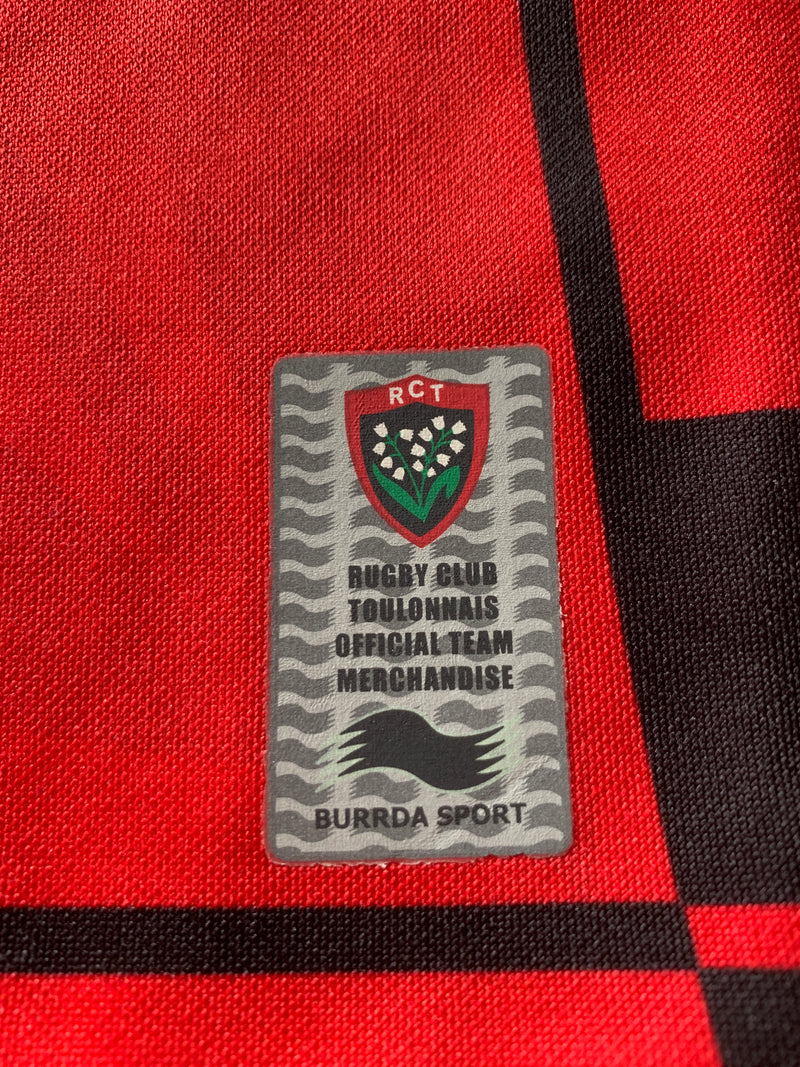 RCT
RUGBY CLUB
TOULONNAIS
OFFICIAL TEAM
MERCHANDISE
BURRDA SPORT